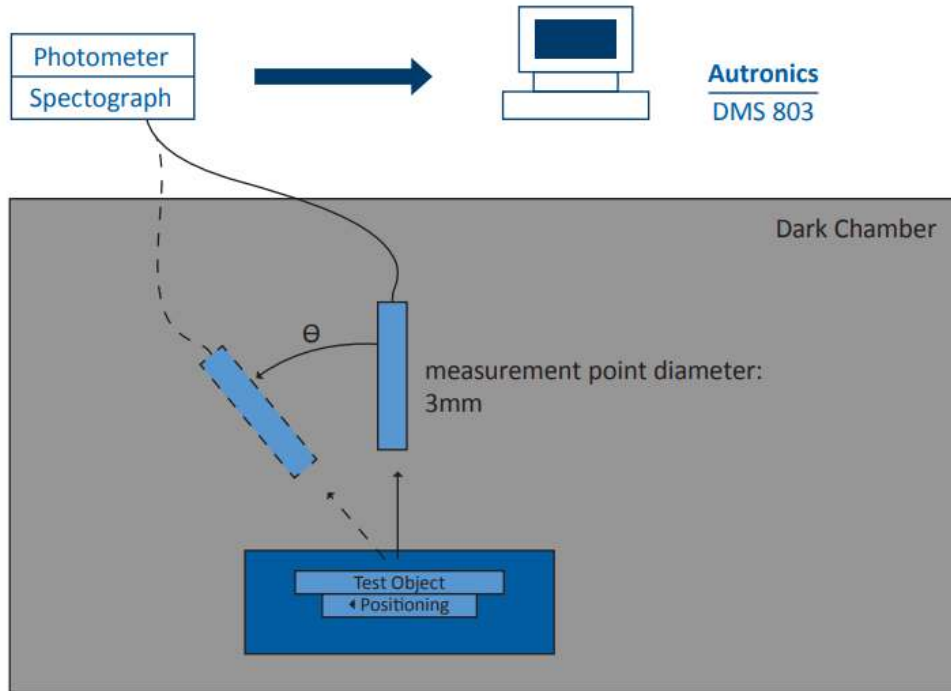 Photometer
Spectograph
Autronics
DMS 803
Dark Chamber
Ɵ
measurement point diameter:
3mm
Test Object
Positioning